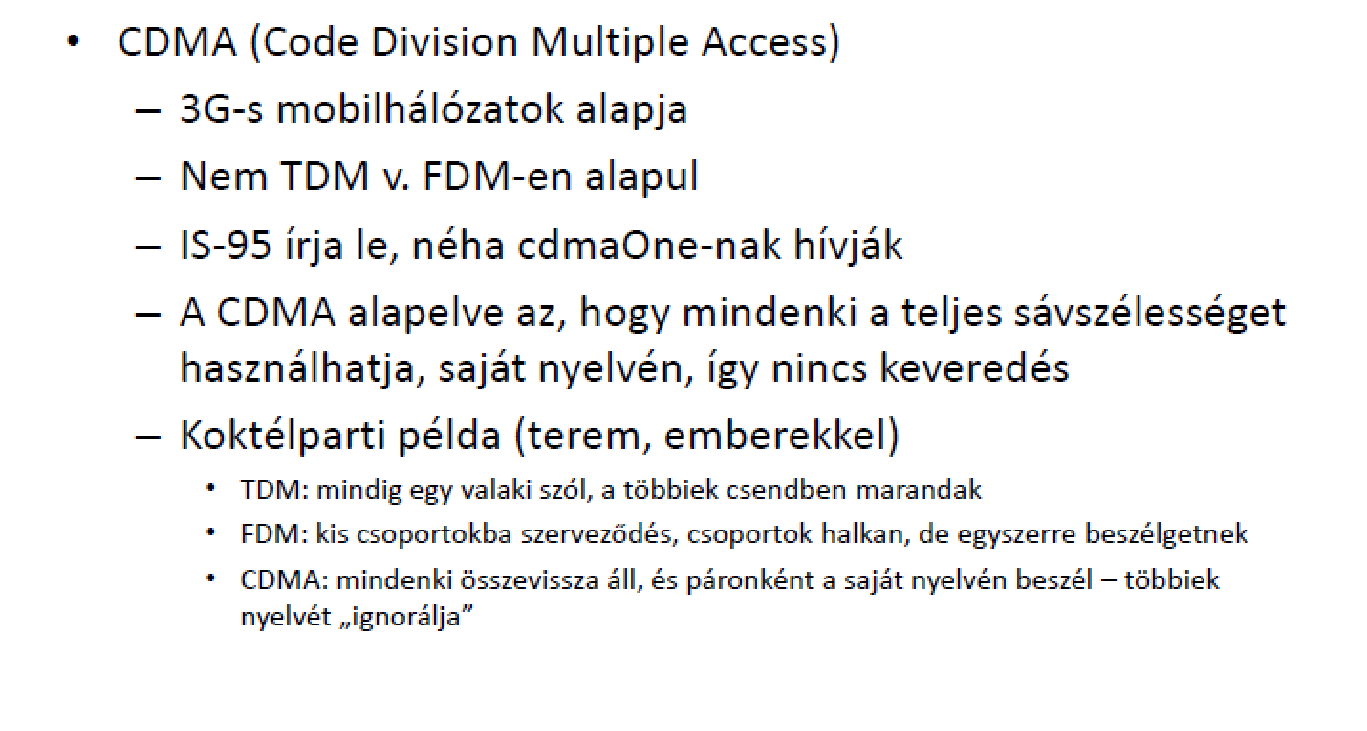 • CDMA (Code Division Multiple Access)
– 3G-s mobilhálózatok alapja
– Nem TDM v. FDM-en alapul
– IS-95 írja le, néha cdmaOne-nak hívják
– A CDMA alapelve az, hogy mindenki a teljes sávszélességet
használhatja, saját nyelvén, így nincs keveredés
– Koktélparti példa (terem, emberekkel)
• TDM: mindig egy valaki szól, a többiek csendben marandak
• FDM: kis csoportokba szerveződés, csoportok halkan, de egyszerre beszélgetnek
• CDMA: mindenki összevissza áll, és páronként a saját nyelvén beszél – többiek
nyelvét „ignorálja”